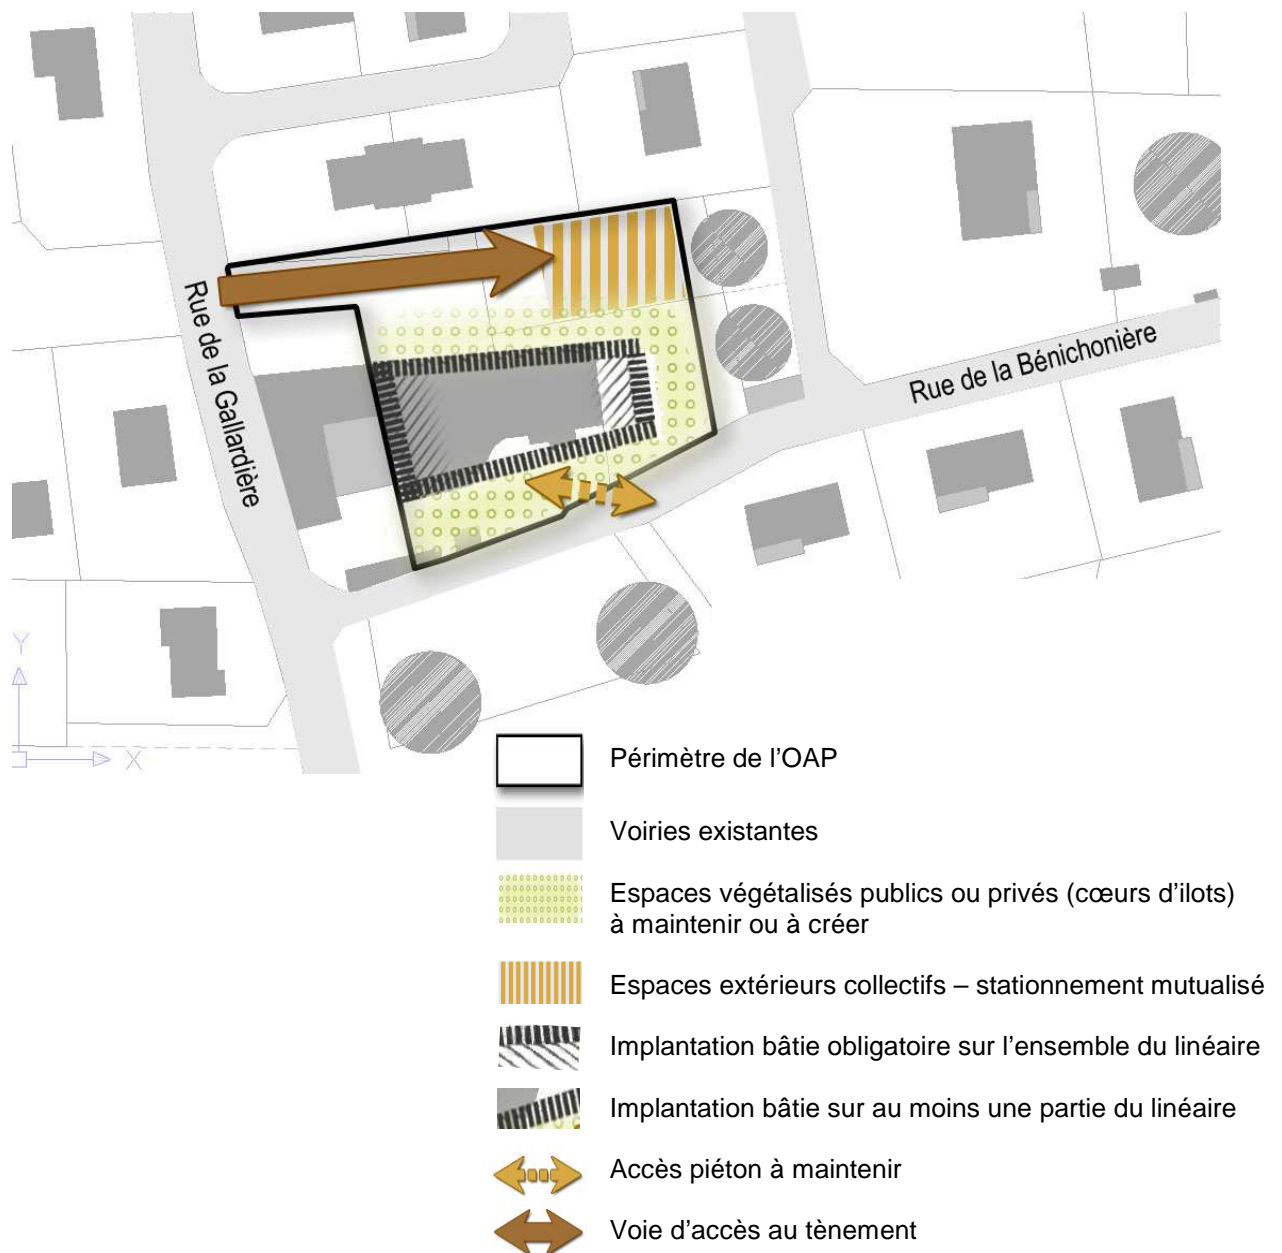 Rue de la Gallardière
Rue de la Bénichonière
Y
X
Périmètre de l'OAP
Voiries existantes
Espaces végétalisés publics ou privés (cœurs d'ilots)
à maintenir ou à créer
Espaces extérieurs collectifs – stationnement mutualisé
Implantation bâtie obligatoire sur l'ensemble du linéaire
Implantation bâtie sur au moins une partie du linéaire
Accès piéton à maintenir
Voie d'accès au tènement